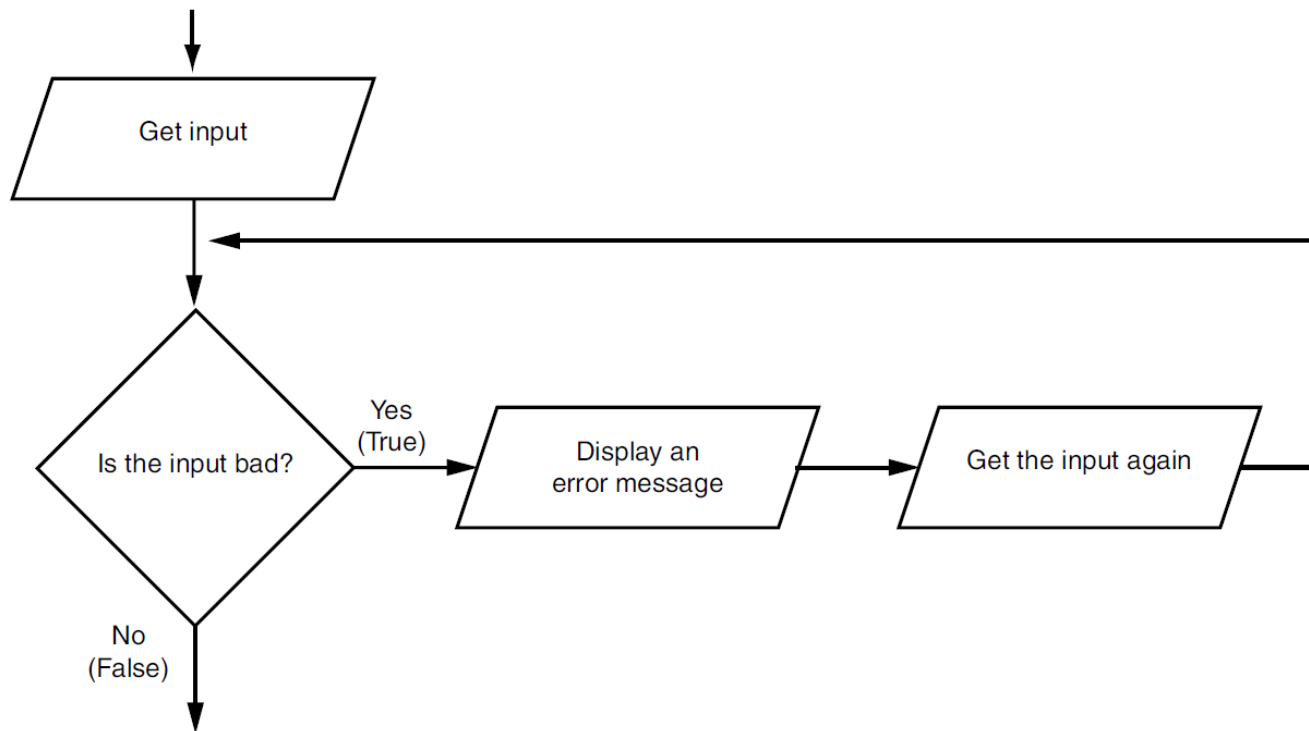 Get input
Is the input bad?
Yes
(True)
Display an
error message
Get the input again
No
(False)